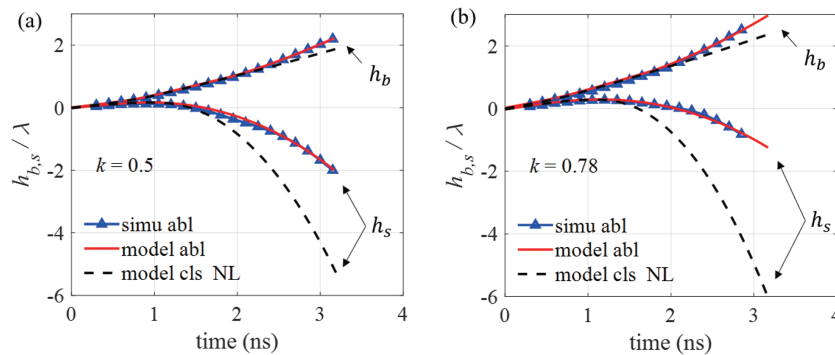 (a)
2
0
-2
-4
-6
h_{b,s} / λ
h_b
k = 0.5
h_s
simu abl
model abl
model cls NL
0 1 2 3 4
time (ns)
(b)
2
0
-2
-4
-6
h_{b,s} / λ
h_b
k = 0.78
h_s
simu abl
model abl
model cls NL
0 1 2 3 4
time (ns)